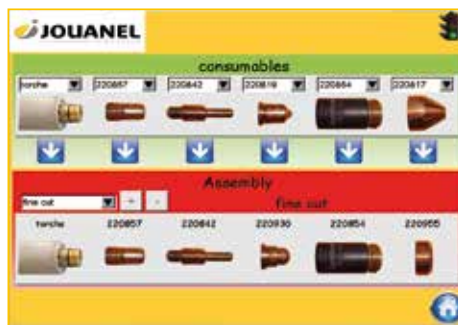 JOUANEL
consumables
torche 220857 220842 220819 220854 220817
Assembly
fine cut + - fine cut
torche 220857 220842 220930 220854 220955